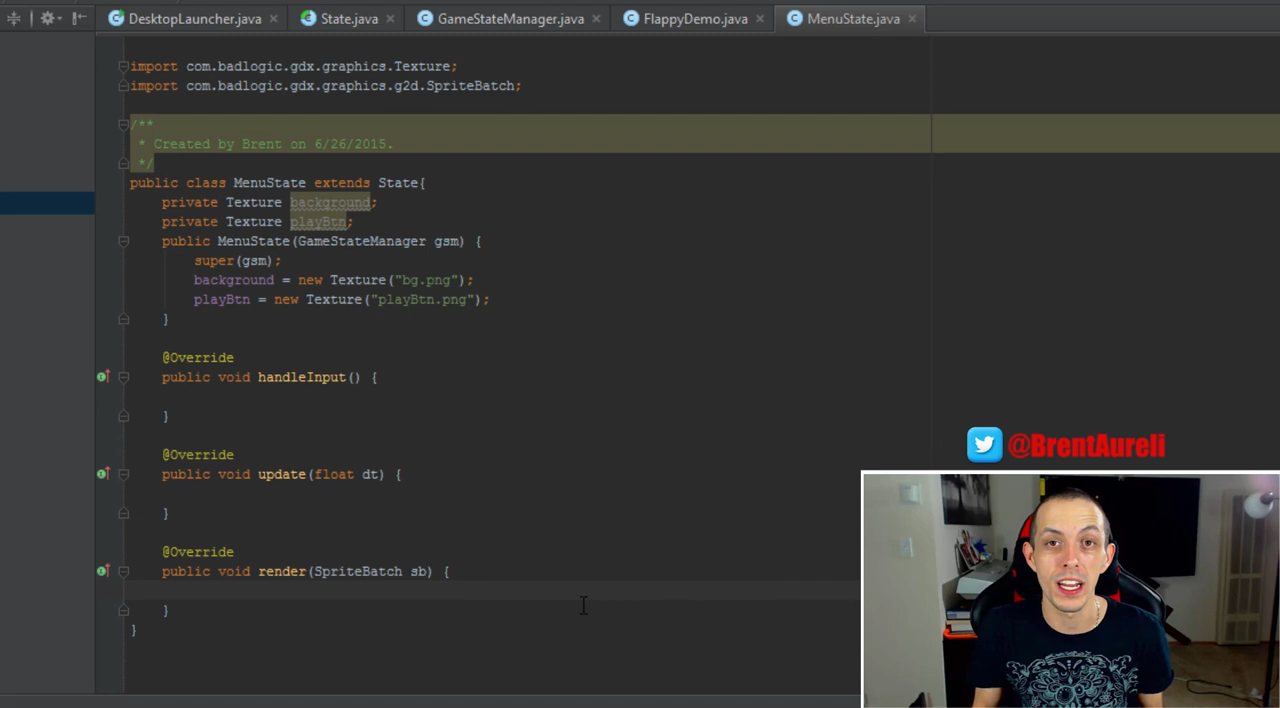 DesktopLauncher.java State.java GameStateManager.java FlappyDemo.java MenuState.java
import com.badlogic.gdx.graphics.Texture;
import com.badlogic.gdx.graphics.g2d.SpriteBatch;
/**
* Created by Brent on 6/26/2015.
*/
public class MenuState extends State{
private Texture background;
private Texture playBtn;
public MenuState(GameStateManager gsm) {
super(gsm);
background = new Texture("bg.png");
playBtn = new Texture("playBtn.png");
}
@Override
public void handleInput() {
}
@Override
public void update(float dt) {
}
@Override
public void render(SpriteBatch sb) {
}
}
@BrentAureli